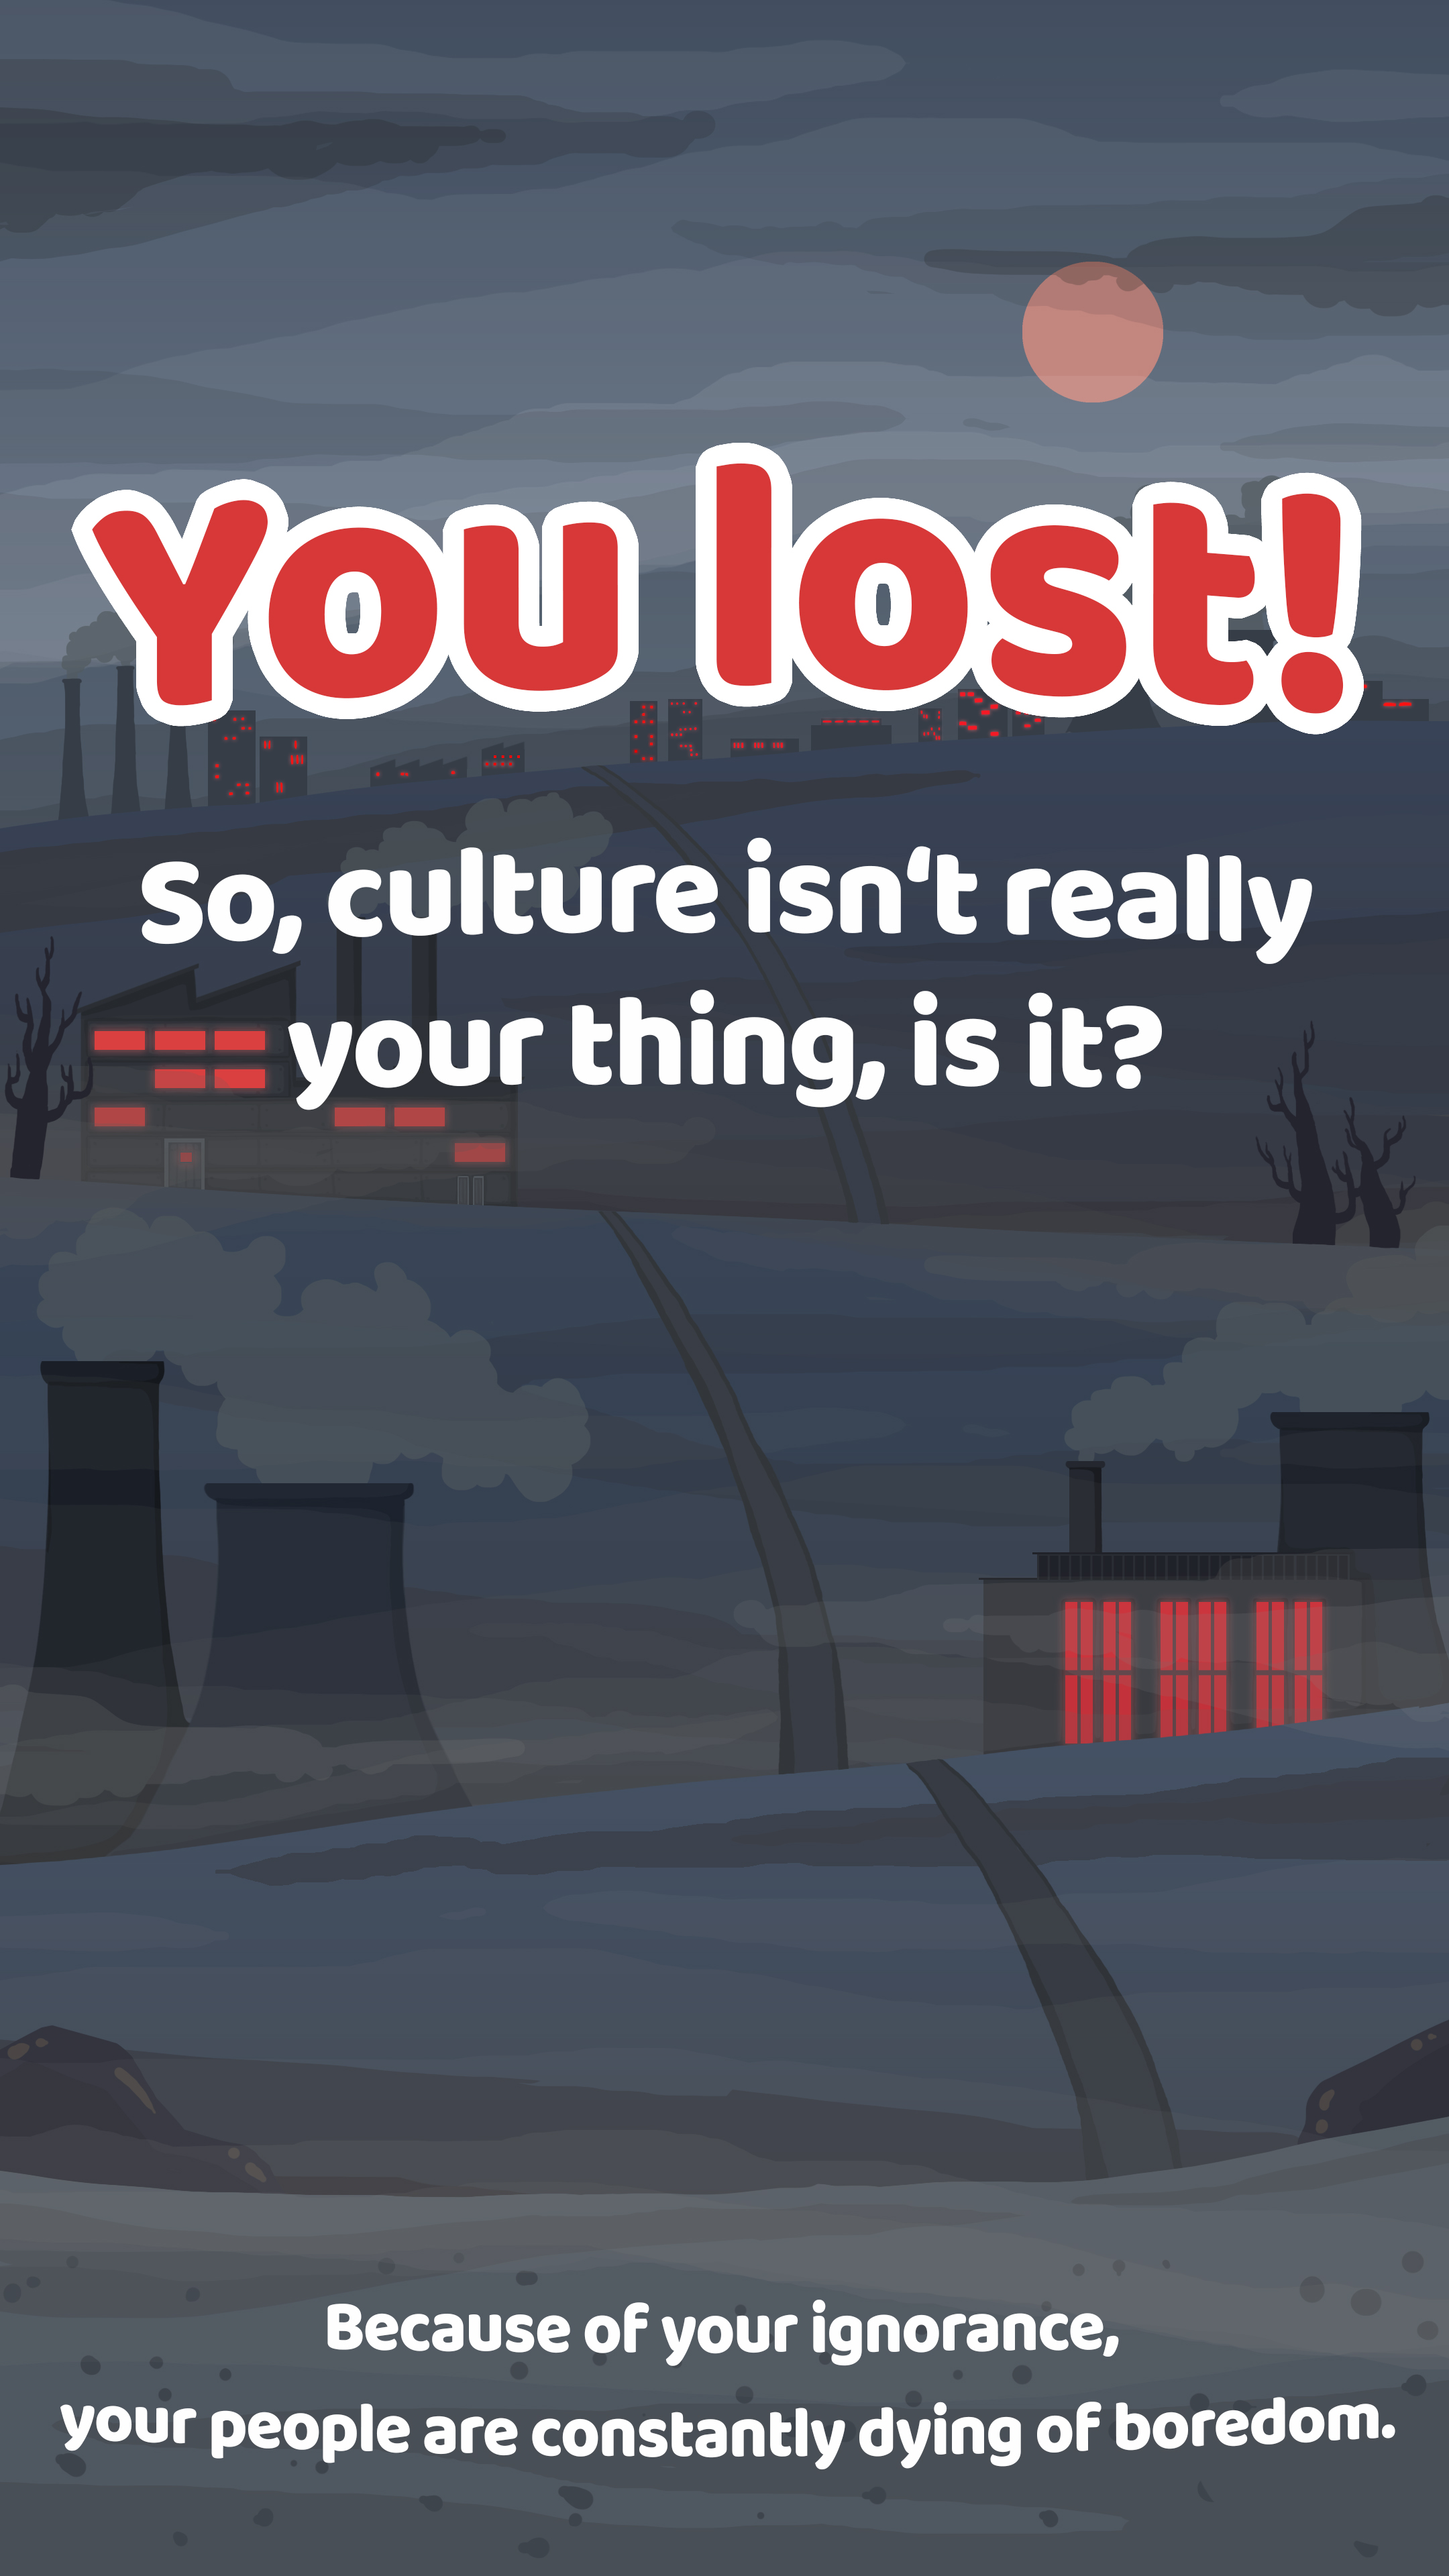 You lost!
So, culture isn‘t really
your thing, is it?
Because of your ignorance,
your people are constantly dying of boredom.